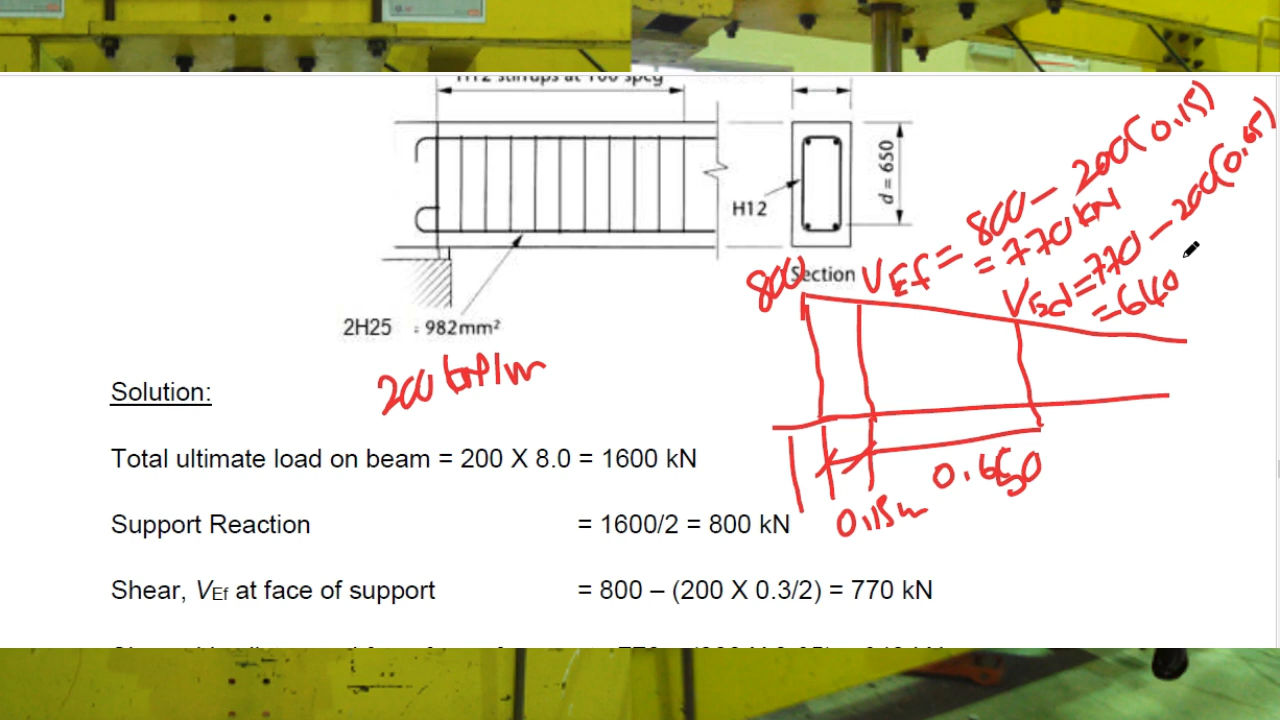 H12 stirrups at 100 spcg
d = 650
H12
Section
2H25 = 982mm²
200 kN/m
800
VEf = 800 - 200(0.15)
= 770 kN
VEd = 770 - 200(0.65)
= 640
0.15m
0.650
Solution:
Total ultimate load on beam = 200 X 8.0 = 1600 kN
Support Reaction = 1600/2 = 800 kN
Shear, VEf at face of support = 800 – (200 X 0.3/2) = 770 kN